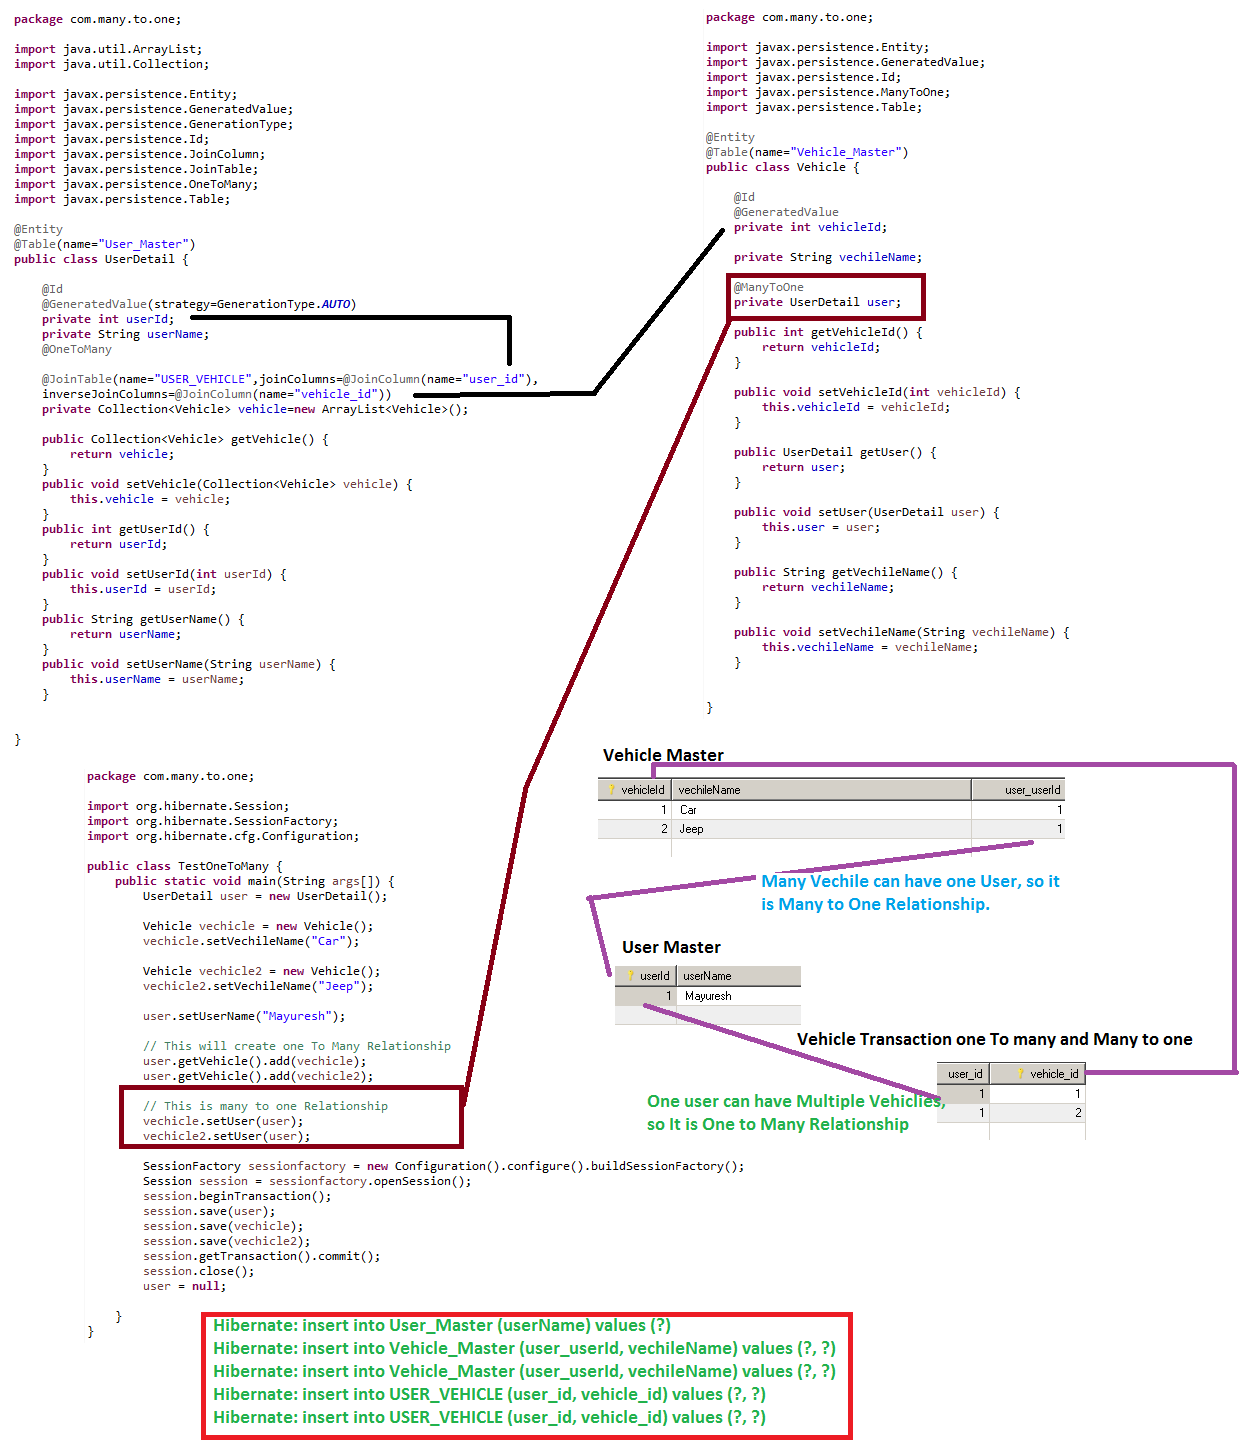 package com.many.to.one;
import java.util.ArrayList;
import java.util.Collection;
import javax.persistence.Entity;
import javax.persistence.GeneratedValue;
import javax.persistence.GenerationType;
import javax.persistence.Id;
import javax.persistence.JoinColumn;
import javax.persistence.JoinTable;
import javax.persistence.OneToMany;
import javax.persistence.Table;
@Entity
@Table(name="User_Master")
public class UserDetail {
@Id
@GeneratedValue(strategy=GenerationType.AUTO)
private int userId;
private String userName;
@OneToMany
@JoinTable(name="USER_VEHICLE",joinColumns=@JoinColumn(name="user_id"),
inverseJoinColumns=@JoinColumn(name="vehicle_id"))
private Collection<Vehicle> vehicle=new ArrayList<Vehicle>();
public Collection<Vehicle> getVehicle() {
return vehicle;
}
public void setVehicle(Collection<Vehicle> vehicle) {
this.vehicle = vehicle;
}
public int getUserId() {
return userId;
}
public void setUserId(int userId) {
this.userId = userId;
}
public String getUserName() {
return userName;
}
public void setUserName(String userName) {
this.userName = userName;
}
}
package com.many.to.one;
import javax.persistence.Entity;
import javax.persistence.GeneratedValue;
import javax.persistence.Id;
import javax.persistence.ManyToOne;
import javax.persistence.Table;
@Entity
@Table(name="Vehicle_Master")
public class Vehicle {
@Id
@GeneratedValue
private int vehicleId;
private String vechileName;
@ManyToOne
private UserDetail user;
public int getVehicleId() {
return vehicleId;
}
public void setVehicleId(int vehicleId) {
this.vehicleId = vehicleId;
}
public UserDetail getUser() {
return user;
}
public void setUser(UserDetail user) {
this.user = user;
}
public String getVechileName() {
return vechileName;
}
public void setVechileName(String vechileName) {
this.vechileName = vechileName;
}
}
package com.many.to.one;
import org.hibernate.Session;
import org.hibernate.SessionFactory;
import org.hibernate.cfg.Configuration;
public class TestOneToMany {
public static void main(String args[]) {
UserDetail user = new UserDetail();
Vehicle vechicle = new Vehicle();
vechicle.setVechileName("Car");
Vehicle vechicle2 = new Vehicle();
vechicle2.setVechileName("Jeep");
user.setUserName("Mayuresh");
// This will create one To Many Relationship
user.getVehicle().add(vechicle);
user.getVehicle().add(vechicle2);
// This is many to one Relationship
vechicle.setUser(user);
vechicle2.setUser(user);
SessionFactory sessionfactory = new Configuration().configure().buildSessionFactory();
Session session = sessionfactory.openSession();
session.beginTransaction();
session.save(user);
session.save(vechicle);
session.save(vechicle2);
session.getTransaction().commit();
session.close();
user = null;
}
}
Vehicle Master
vehicleId vechileName user_userId
1 Car 1
2 Jeep 1
Many Vechile can have one User, so it
is Many to One Relationship.
User Master
userId userName
1 Mayuresh
Vehicle Transaction one To many and Many to one
user_id vehicle_id
1 1
1 2
One user can have Multiple Vehiclies,
so It is One to Many Relationship
Hibernate: insert into User_Master (userName) values (?)
Hibernate: insert into Vehicle_Master (user_userId, vechileName) values (?, ?)
Hibernate: insert into Vehicle_Master (user_userId, vechileName) values (?, ?)
Hibernate: insert into USER_VEHICLE (user_id, vehicle_id) values (?, ?)
Hibernate: insert into USER_VEHICLE (user_id, vehicle_id) values (?, ?)